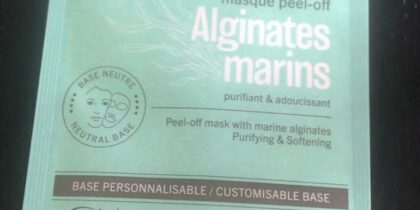 masque peel-off
Alginates
marins
purifiant & adoucissant
BASE NEUTRE
NEUTRAL BASE
Peel-off mask with marine alginates
Purifying & Softening
BASE PERSONNALISABLE / CUSTOMISABLE BASE